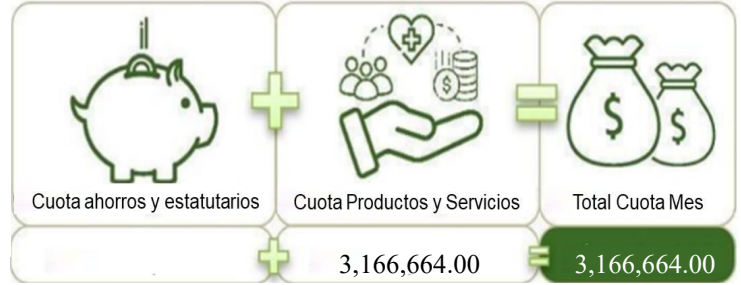 $
$ $
Cuota ahorros y estatutarios Cuota Productos y Servicios Total Cuota Mes
3,166,664.00 3,166,664.00